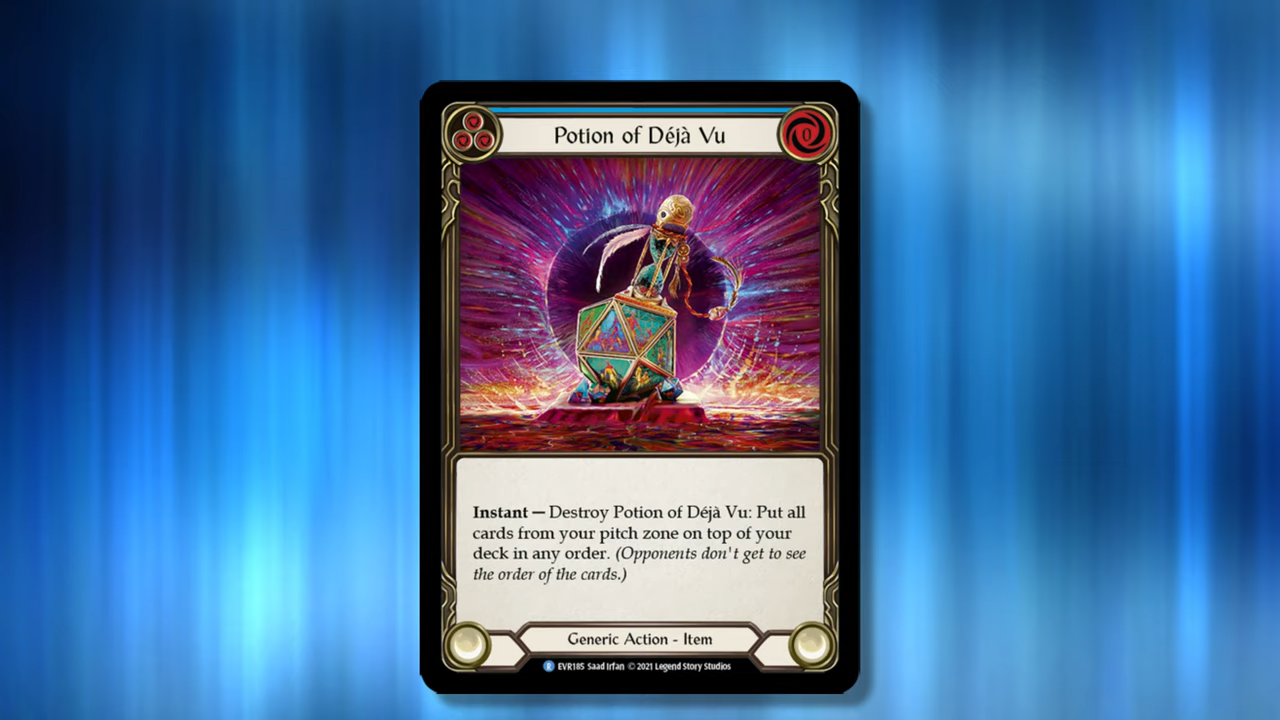 Potion of Déjà Vu
0
Instant — Destroy Potion of Déjà Vu: Put all
cards from your pitch zone on top of your
deck in any order. (Opponents don't get to see
the order of the cards.)
Generic Action - Item
R EVR185 Saad Irfan © 2021 Legend Story Studios